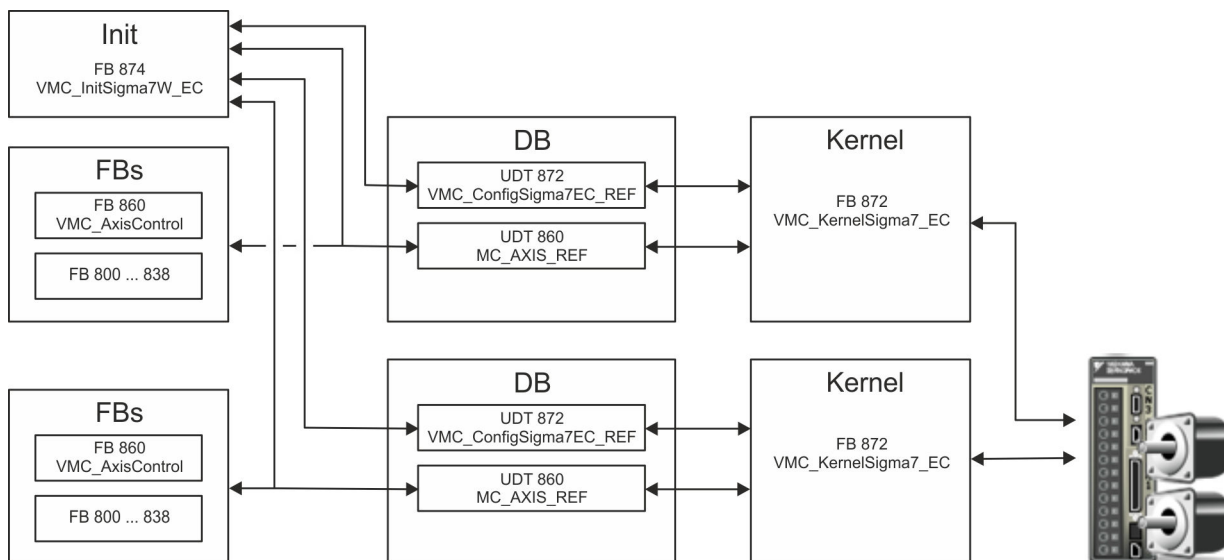 Init
FB 874
VMC_InitSigma7W_EC
FBs
FB 860
VMC_AxisControl
FB 800 ... 838
DB
UDT 872
VMC_ConfigSigma7EC_REF
UDT 860
MC_AXIS_REF
Kernel
FB 872
VMC_KernelSigma7_EC
FBs
FB 860
VMC_AxisControl
FB 800 ... 838
DB
UDT 872
VMC_ConfigSigma7EC_REF
UDT 860
MC_AXIS_REF
Kernel
FB 872
VMC_KernelSigma7_EC